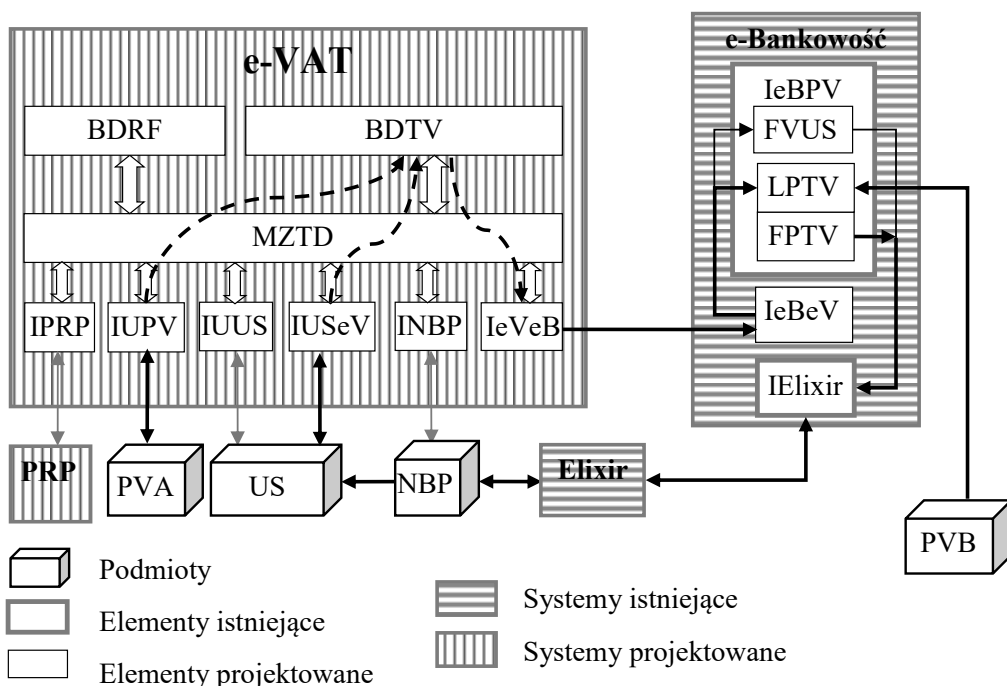 e-VAT
BDRF
BDTV
MZTD
IPRP
IUPV
IUUS
IUSeV
INBP
IeVeB
e-Bankowość
IeBPV
FVUS
LPTV
FPTV
IeBeV
IElixir
PRP
PVA
US
NBP
Elixir
PVB
Podmioty
Elementy istniejące
Elementy projektowane
Systemy istniejące
Systemy projektowane